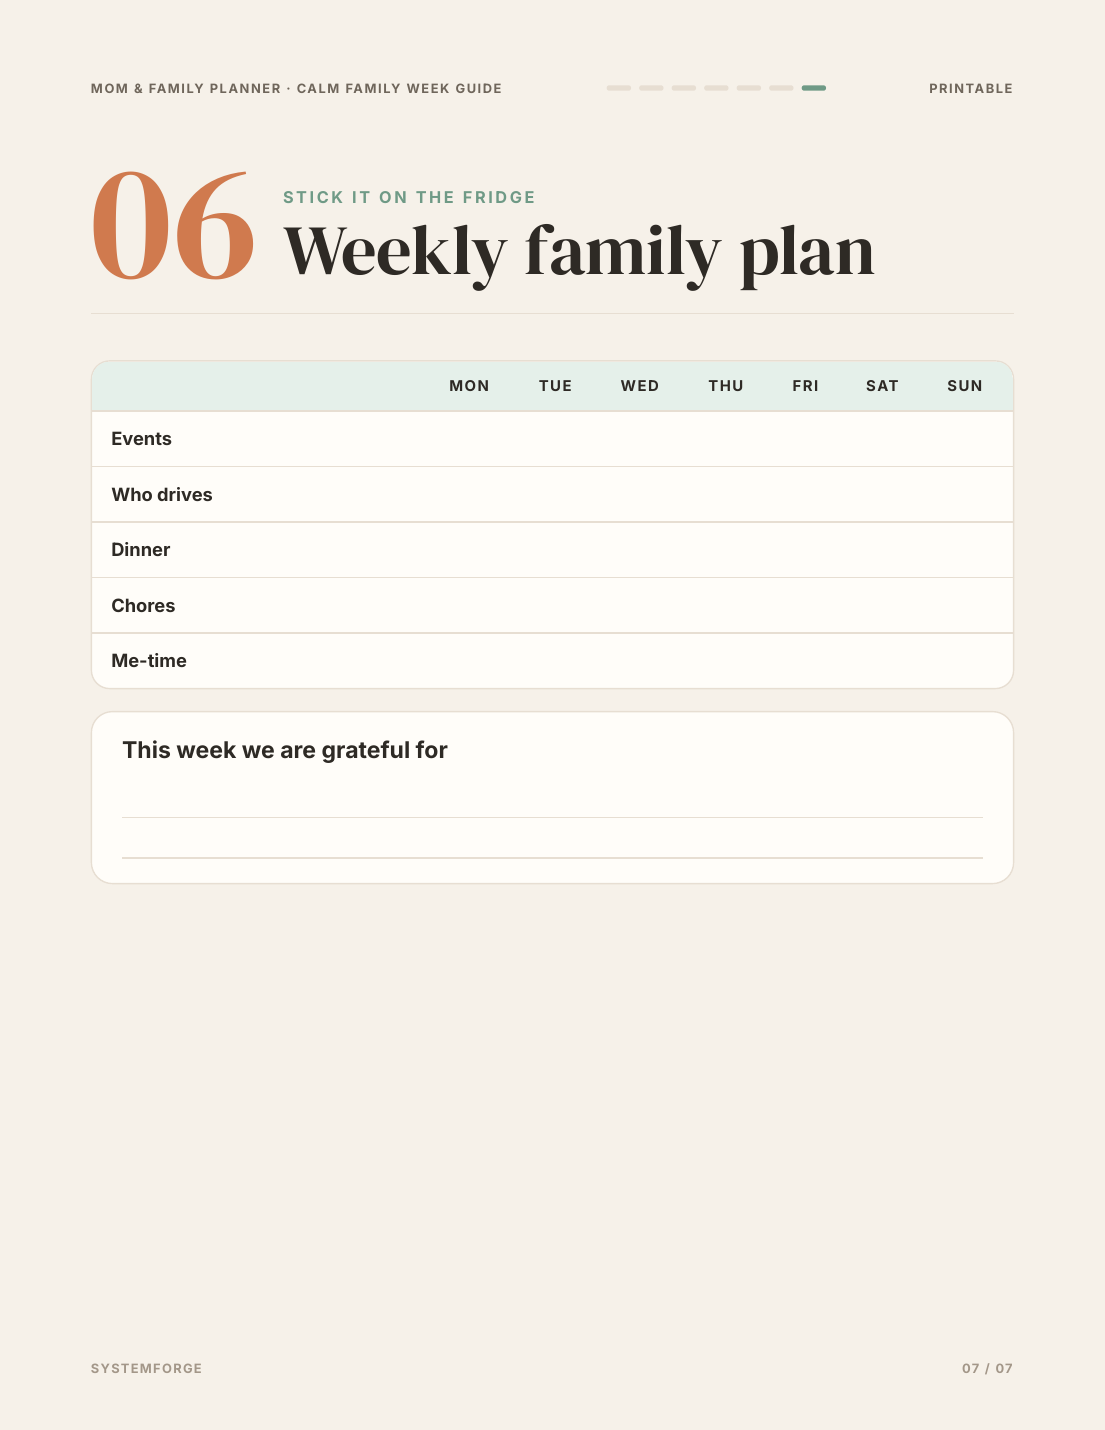 MOM & FAMILY PLANNER · CALM FAMILY WEEK GUIDE
PRINTABLE
06
STICK IT ON THE FRIDGE
Weekly family plan
MON TUE WED THU FRI SAT SUN
Events
Who drives
Dinner
Chores
Me-time
This week we are grateful for
SYSTEMFORGE
07 / 07